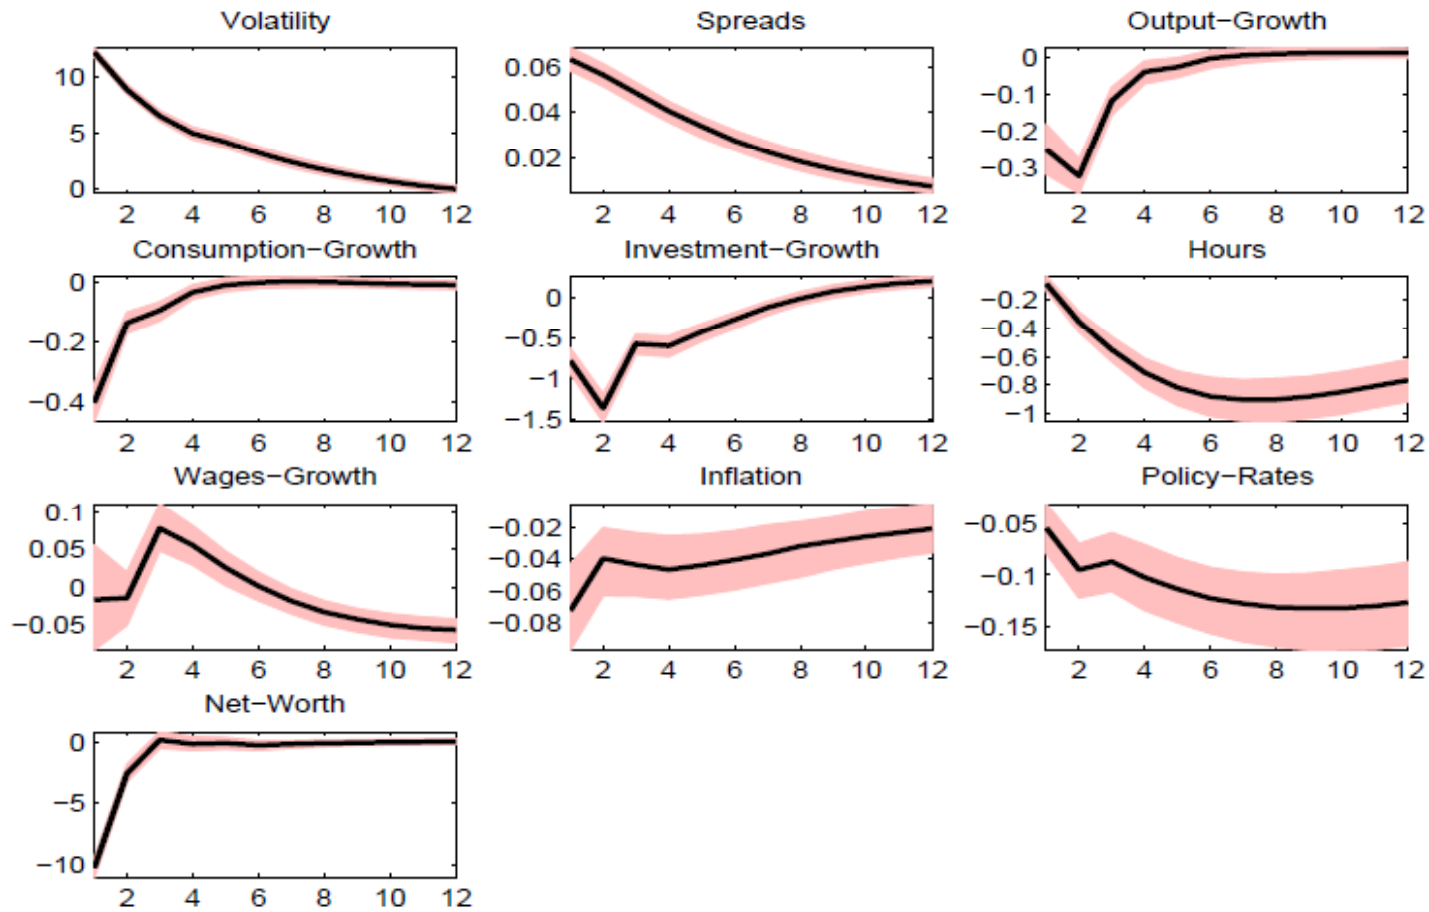 Volatility Spreads Output−Growth
10
5
0
2 4 6 8 10 12
0.06
0.04
0.02
2 4 6 8 10 12
0
−0.1
−0.2
−0.3
2 4 6 8 10 12
Consumption−Growth Investment−Growth Hours
0
−0.2
−0.4
2 4 6 8 10 12
0
−0.5
−1
−1.5
2 4 6 8 10 12
−0.2
−0.4
−0.6
−0.8
−1
2 4 6 8 10 12
Wages−Growth Inflation Policy−Rates
0.1
0.05
0
−0.05
2 4 6 8 10 12
−0.02
−0.04
−0.06
−0.08
2 4 6 8 10 12
−0.05
−0.1
−0.15
2 4 6 8 10 12
Net−Worth
0
−5
−10
2 4 6 8 10 12